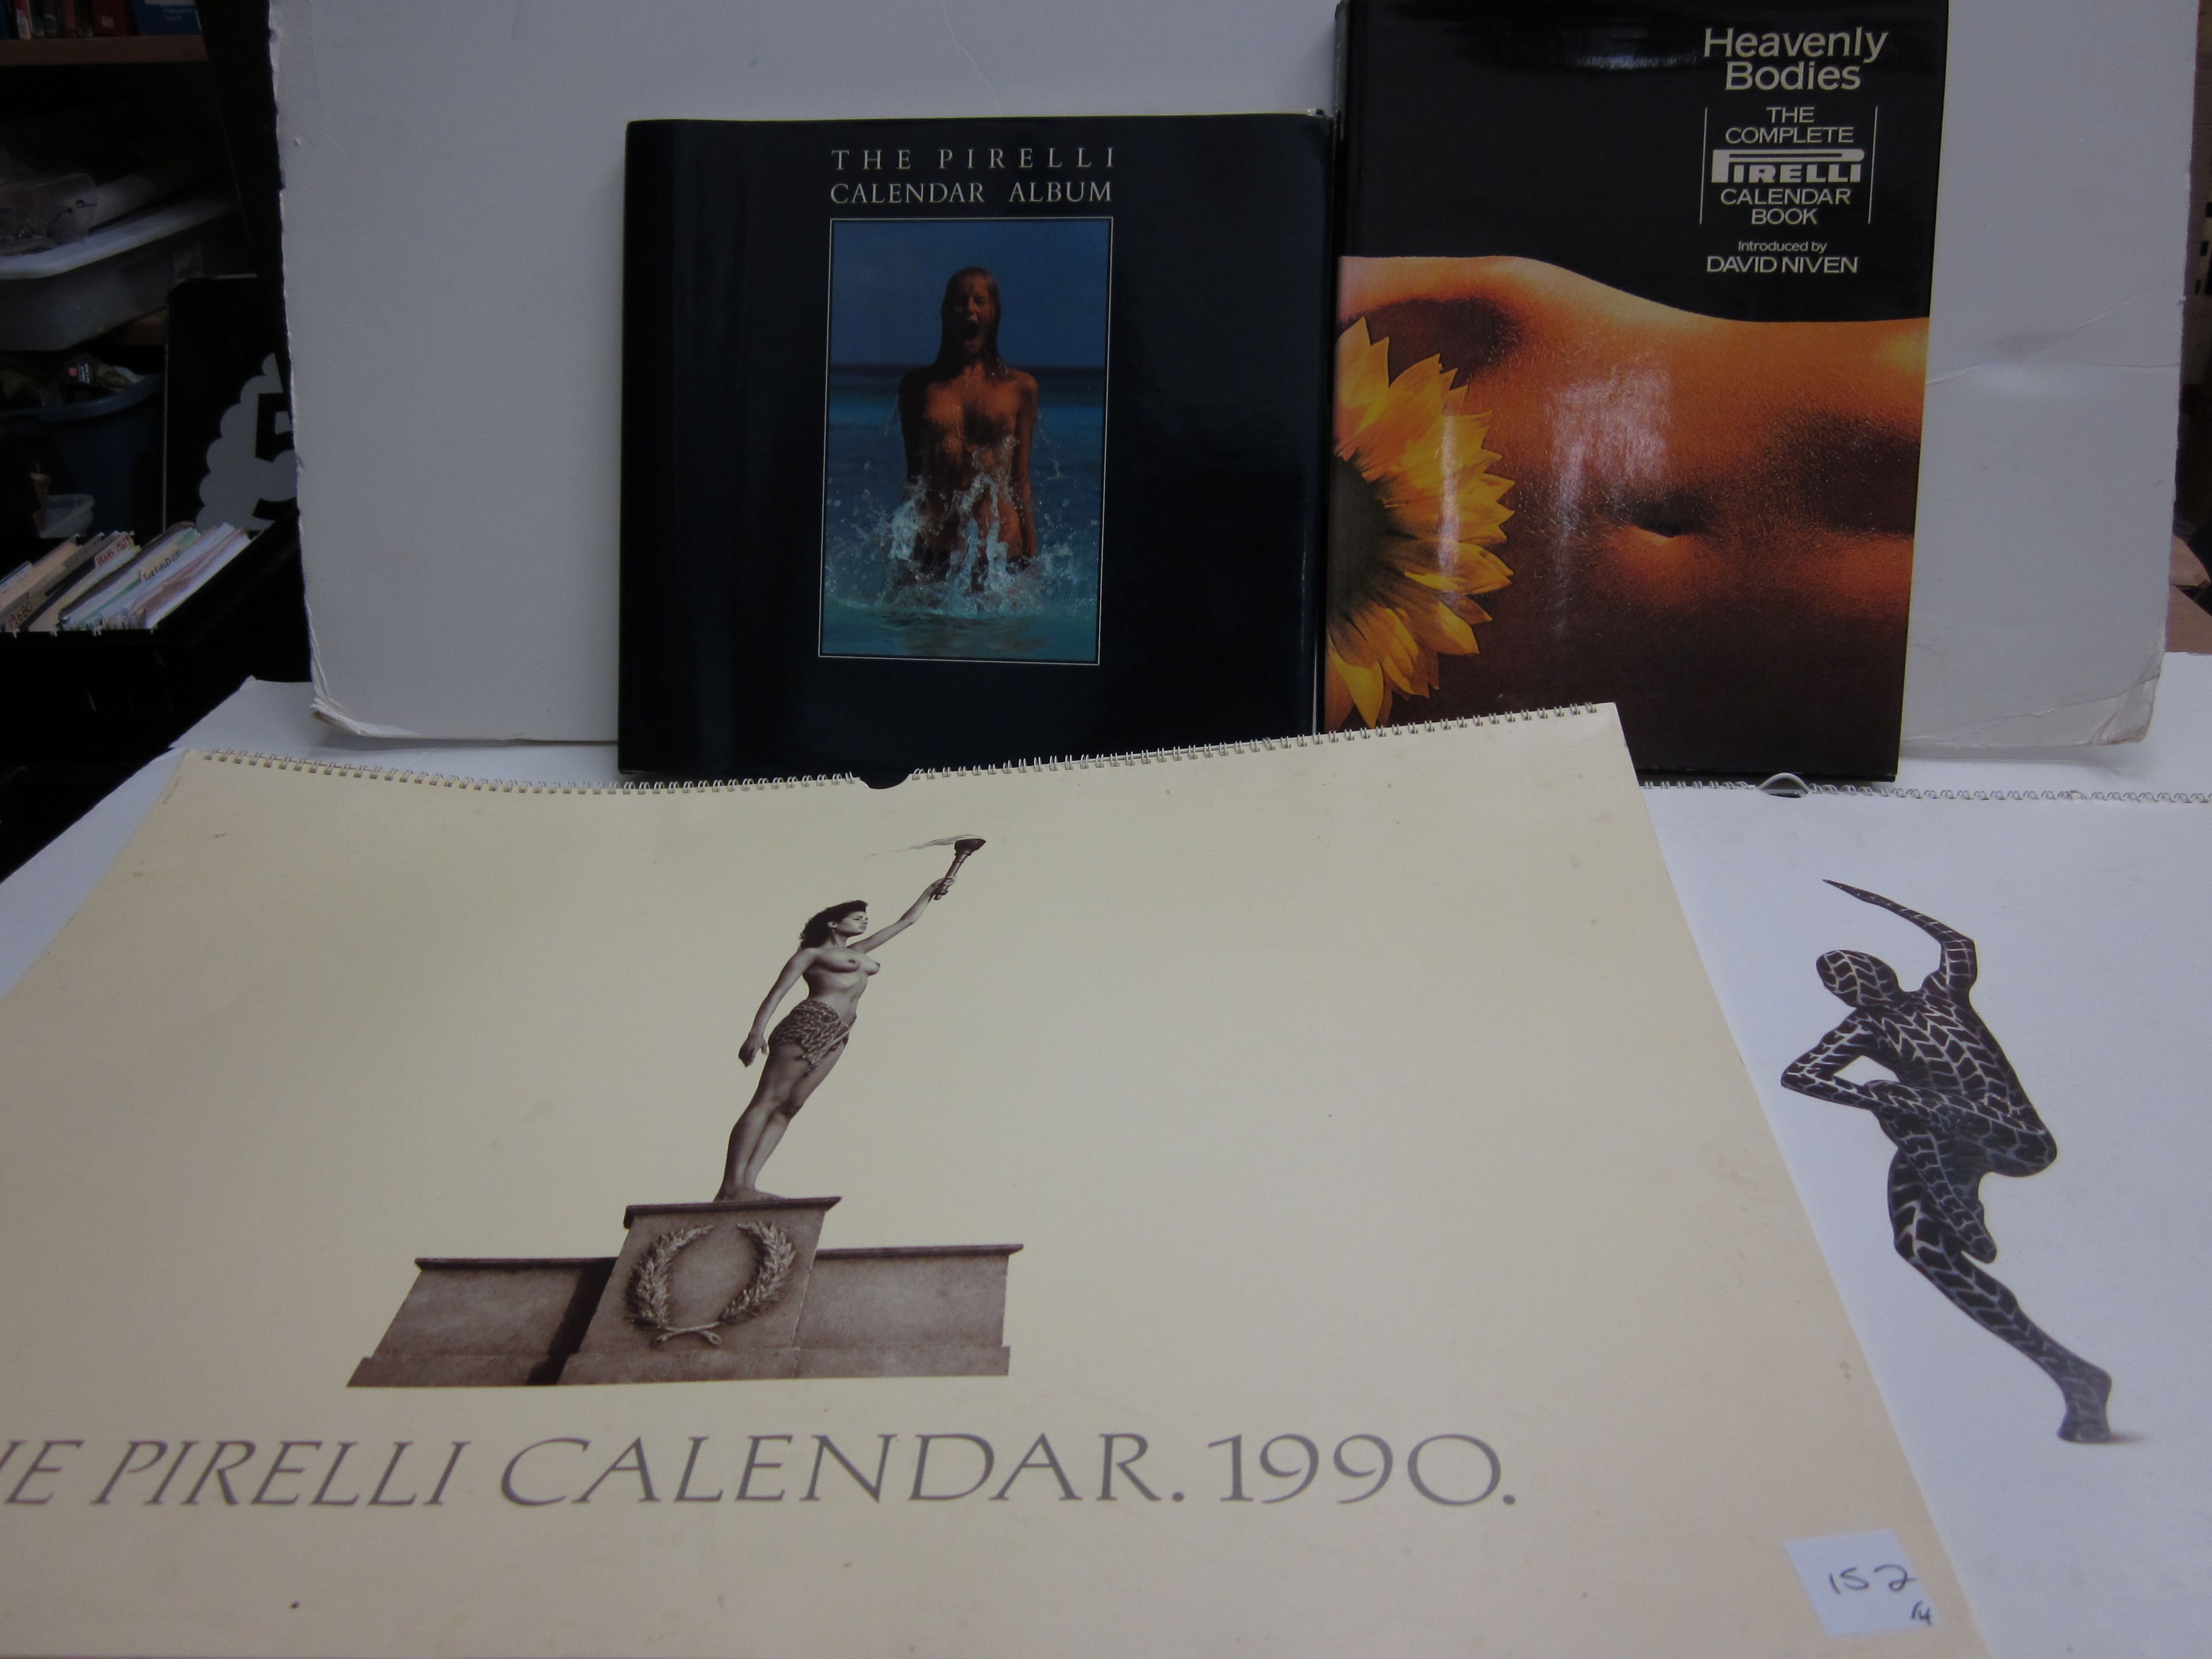 THE PIRELLI
CALENDAR ALBUM
Heavenly
Bodies
THE
COMPLETE
PIRELLI
CALENDAR
BOOK
Introduced by
DAVID NIVEN
HE PIRELLI CALENDAR. 1990.
152